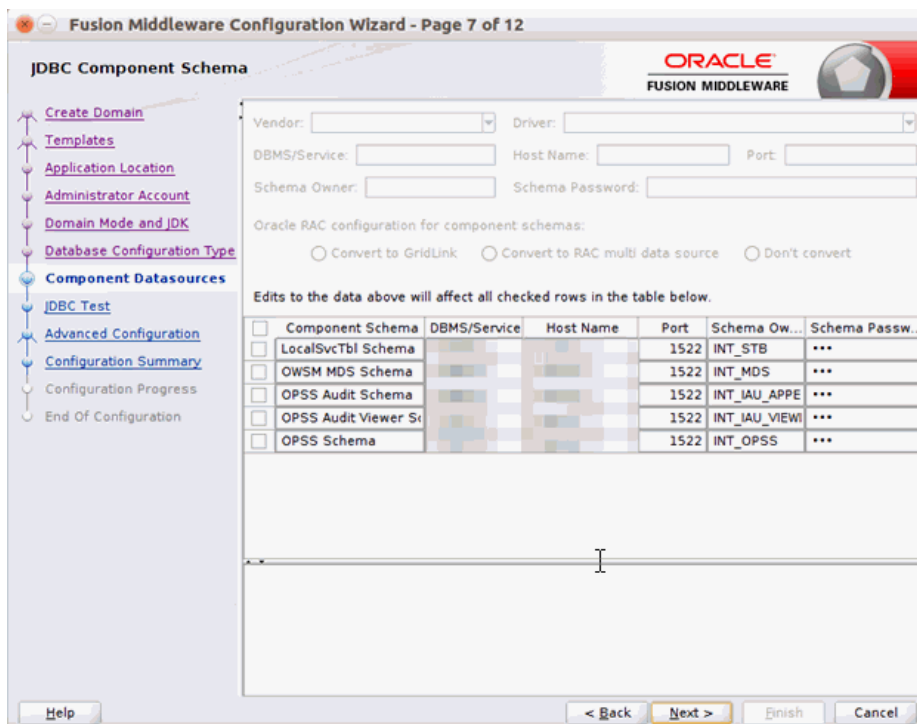 Fusion Middleware Configuration Wizard - Page 7 of 12
JDBC Component Schema
ORACLE
FUSION MIDDLEWARE
Create Domain
Templates
Application Location
Administrator Account
Domain Mode and JDK
Database Configuration Type
Component Datasources
JDBC Test
Advanced Configuration
Configuration Summary
Configuration Progress
End Of Configuration
Vendor: Driver:
DBMS/Service: Host Name: Port:
Schema Owner: Schema Password:
Oracle RAC configuration for component schemas:
Convert to GridLink Convert to RAC multi data source Don't convert
Edits to the data above will affect all checked rows in the table below.
Component Schema DBMS/Service Host Name Port Schema Ow... Schema Passw..
LocalSvcTbl Schema 1522 INT_STB •••
OWSM MDS Schema 1522 INT_MDS •••
OPSS Audit Schema 1522 INT_IAU_APPE •••
OPSS Audit Viewer Sc 1522 INT_IAU_VIEWI •••
OPSS Schema 1522 INT_OPSS •••
Help < Back Next > Finish Cancel